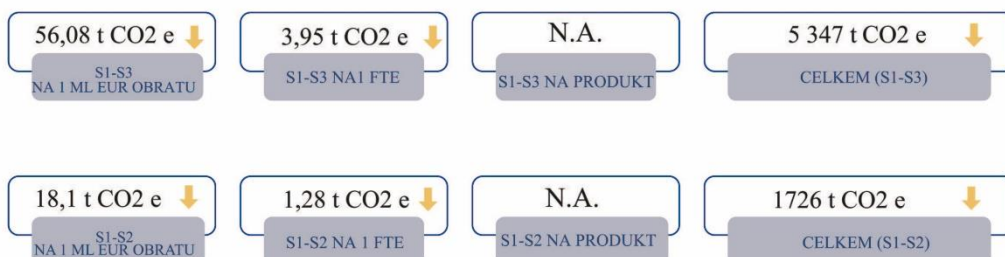 56,08 t CO2 e
S1-S3
NA 1 ML EUR OBRATU
3,95 t CO2 e
S1-S3 NA1 FTE
N.A.
S1-S3 NA PRODUKT
5 347 t CO2 e
CELKEM (S1-S3)
18,1 t CO2 e
S1-S2
NA 1 ML EUR OBRATU
1,28 t CO2 e
S1-S2 NA 1 FTE
N.A.
S1-S2 NA PRODUKT
1726 t CO2 e
CELKEM (S1-S2)